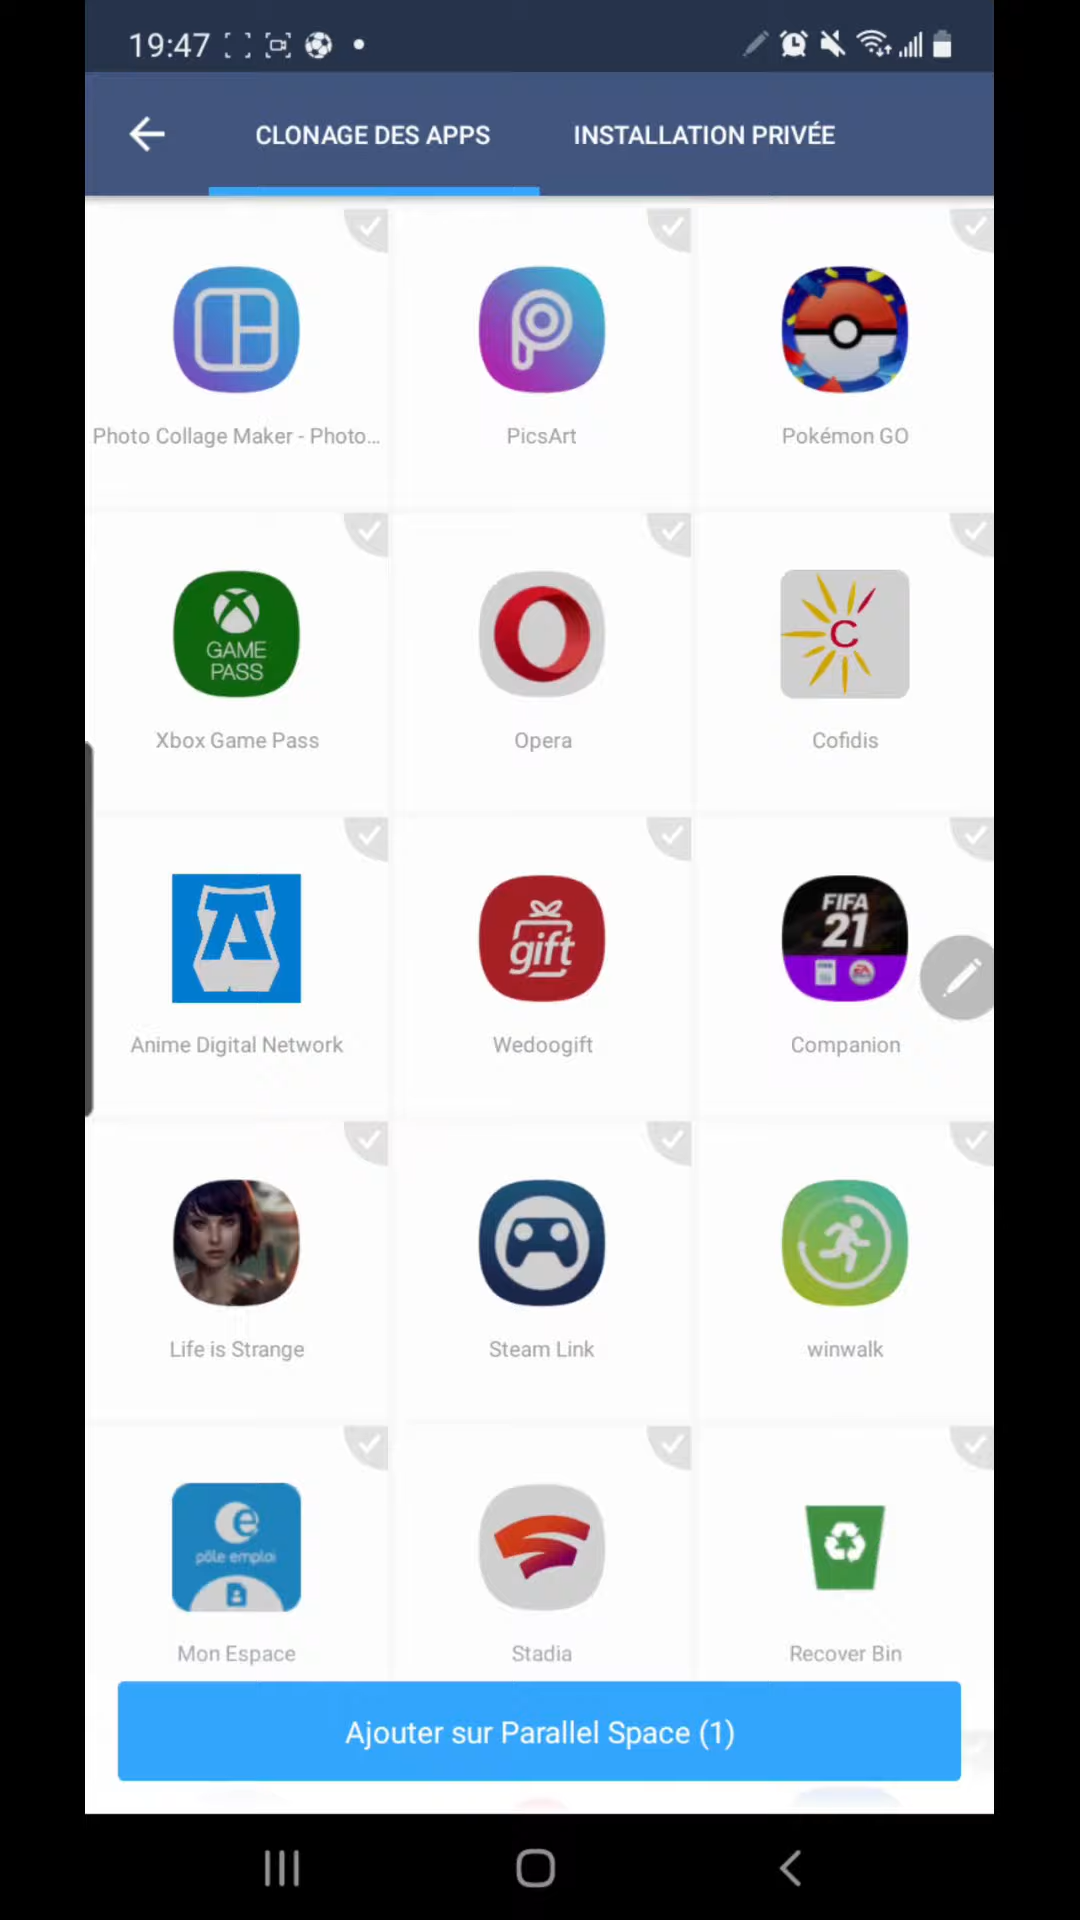 19:47
CLONAGE DES APPS INSTALLATION PRIVÉE
Photo Collage Maker - Photo... PicsArt Pokémon GO
GAME
PASS
C
Xbox Game Pass Opera Cofidis
gift
FIFA
21
Anime Digital Network Wedoogift Companion
Life is Strange Steam Link winwalk
pôle emploi
Mon Espace Stadia Recover Bin
Ajouter sur Parallel Space (1)